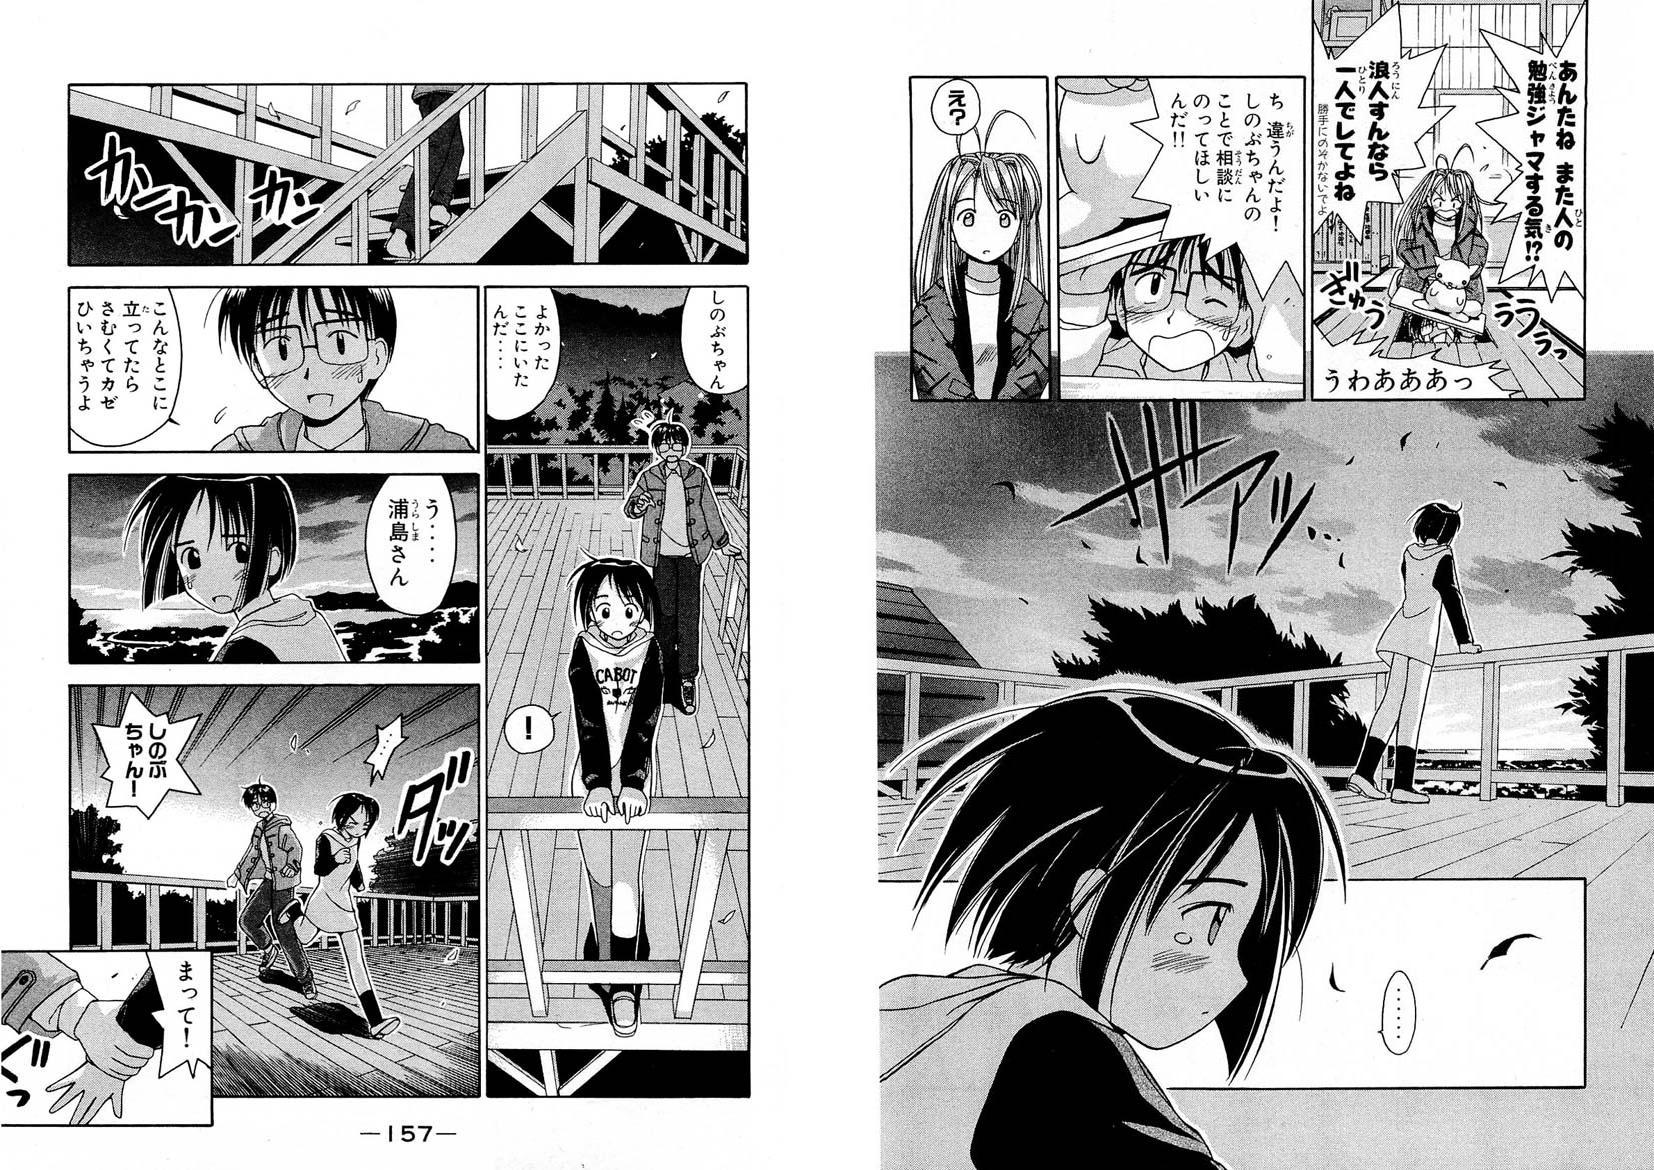 あんたね また人の
勉強ジャマする気!?
浪人すんなら
一人でしてよね
勝手にのぞかないでよ
ぎゅう
うううっ
うわあああっ
ち 違うんだよ!
しのぶちゃんの
ことで相談に
のってほしい
んだ!!
え?
ザアッ
……
しのぶちゃん
よかった
ここにいた
んだ‥‥
!
CABOT
カンカンカン
こんなとこに
立ってたら
さむくてカゼ
ひいちゃうよ
う‥‥
浦島さん
…
しのぶ
ちゃん!
ダッ
まって!
ぐっ
—157—